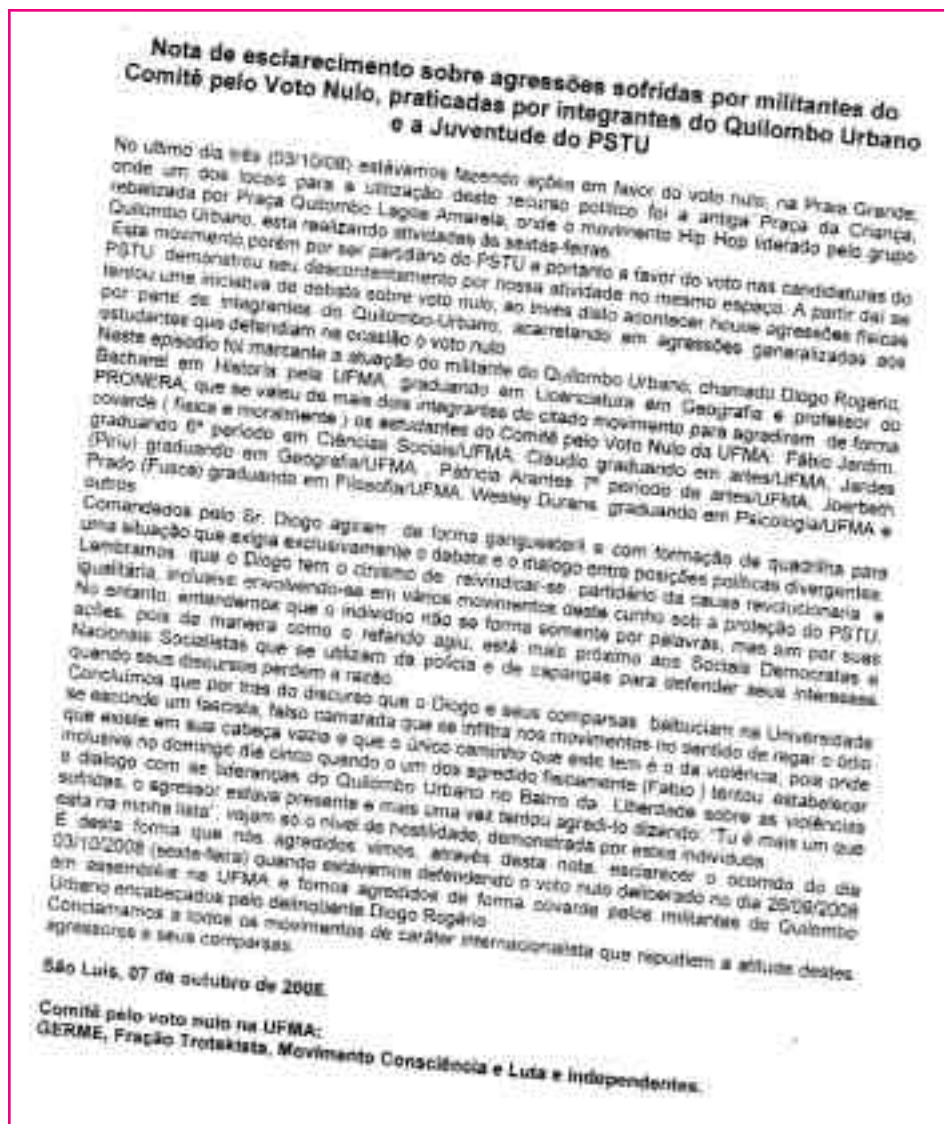 Nota de esclarecimento sobre agressões sofridas por militantes do
Comitê pelo Voto Nulo, praticadas por integrantes do Quilombo Urbano
e a Juventude do PSTU
No ultimo dia três (03/10/08) estávamos fazendo ações em favor do voto nulo, na Praia Grande,
onde um dos locais para a utilização deste recurso politico foi a antiga Praça da Criança,
rebatizada por Praça Quilombo Lagoa Amarela, onde o movimento Hip Hop liderado pelo grupo
Quilombo Urbano, esta realizando atividades às sextas-feiras.
Este movimento porém por ser partidário do PSTU e portanto a favor do voto nas candidaturas do
PSTU demonstrou seu descontentamento por nossa atividade no mesmo espaço. A partir daí se
tentou uma iniciativa de debate sobre voto nulo, ao inves disto acontecer houve agressões físicas
por parte de integrantes do Quilombo-Urbano, acarretando em agressões generalizadas aos
estudantes que defendiam na ocasião o voto nulo.
Neste episodio foi marcante a atuação do militante do Quilombo Urbano, chamado Diogo Rogerio,
Bacharel em Historia pela UFMA, graduando em Licenciatura em Geografia e professor do
PRONERA, que se valeu de mais dois integrantes do citado movimento para agredirem de forma
covarde ( fisica e moralmente ) os estudantes do Comitê pelo Voto Nulo da UFMA: Fábio Jardim,
graduando 6º período em Ciências Sociais/UFMA, Claudio graduando em artes/UFMA, Jardes
graduando em Geografia/UFMA , Patricia Arantes 7º periodo de artes/UFMA, Joerbeth
Prado (Fusca) graduando em Filosofia/UFMA, Wesley Durans, graduando em Psicologia/UFMA e
outros.
Comandados pelo Sr. Diogo agiram de forma e com formação de quadrilha para
uma situação que exigia exclusivamente o debate e o dialogo entre posições políticas divergentes.
Lembramos que o Diogo tem o cinismo de reivindicar-se partidário da causa revolucionaria e
igualitária, inclusive envolvendo-se em vários movimentos deste cunho sob a proteção do PSTU.
No entanto, entendemos que o individuo não se forma somente por palavras, mas sim por suas
ações, pois da maneira como o referido agiu, está mais próximo aos Sociais Democratas e
Nacionais Socialistas que se utilizam da polícia e de capangas para defender seus interesses,
quando seus discursos perdem a razão.
Concluímos que por tras do discurso que o Diogo e seus comparsas balbuciam na Universidade
se esconde um fascista, falso camarada que se infiltra nos movimentos no sentido de regar o ódio
que existe em sua cabeça vazia e que o único caminho que este tem é o da violência, pois onde
inclusive no domingo dia cinco quando o um dos agredido fisicamente (Fabio ) tentou estabelecer
o dialogo com as lideranças do Quilombo Urbano no Bairro da Liberdade sobre as violências
sofridas, o agressor estava presente e mais uma vez tentou agredi-lo dizendo: "Tu é mais um que
esta na minha lista", vejam só o nível de hostilidade, demonstrada por esses individuos.
E desta forma que nós agredidos vimos, através desta nota, esclarecer o ocorrido do dia
03/10/2008 (sexta-feira) quando estávamos defendendo o voto nulo deliberado no dia 26/09/2008
em assembléia na UFMA e fomos agredidos de forma covarde pelos militantes do Quilombo
Urbano encabeçados pelo delinqüente Diogo Rogério.
Conclamamos a todos os movimentos de caráter internacionalista que repudiem a atitude destes
agressores e seus comparsas.
São Luis, 07 de outubro de 2008.
Comitê pelo voto nulo na UFMA:
GERME, Fração Trotskista, Movimento Consciência e Luta e independentes.